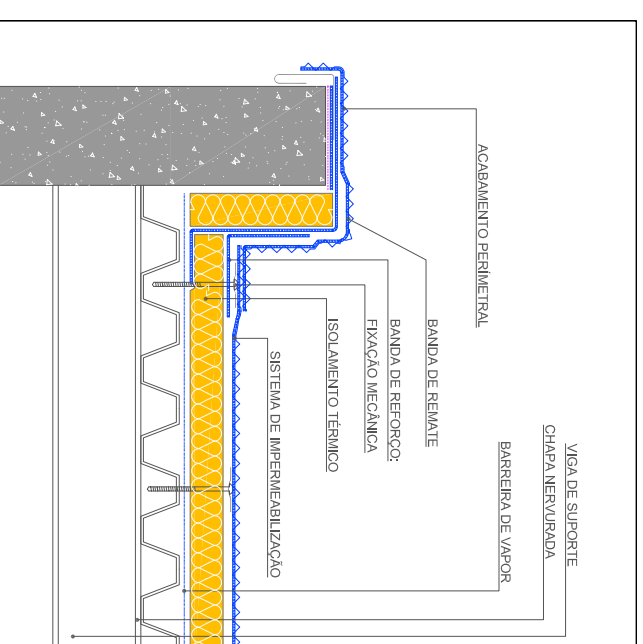 ACABAMENTO PERÍMETRAL
BANDA DE REMATE
BANDA DE REFORÇO:
FIXAÇÃO MECÂNICA
ISOLAMENTO TÉRMICO
SISTEMA DE IMPERMEABILIZAÇÃO
VIGA DE SUPORTE
CHAPA NERVURADA
BARREIRA DE VAPOR